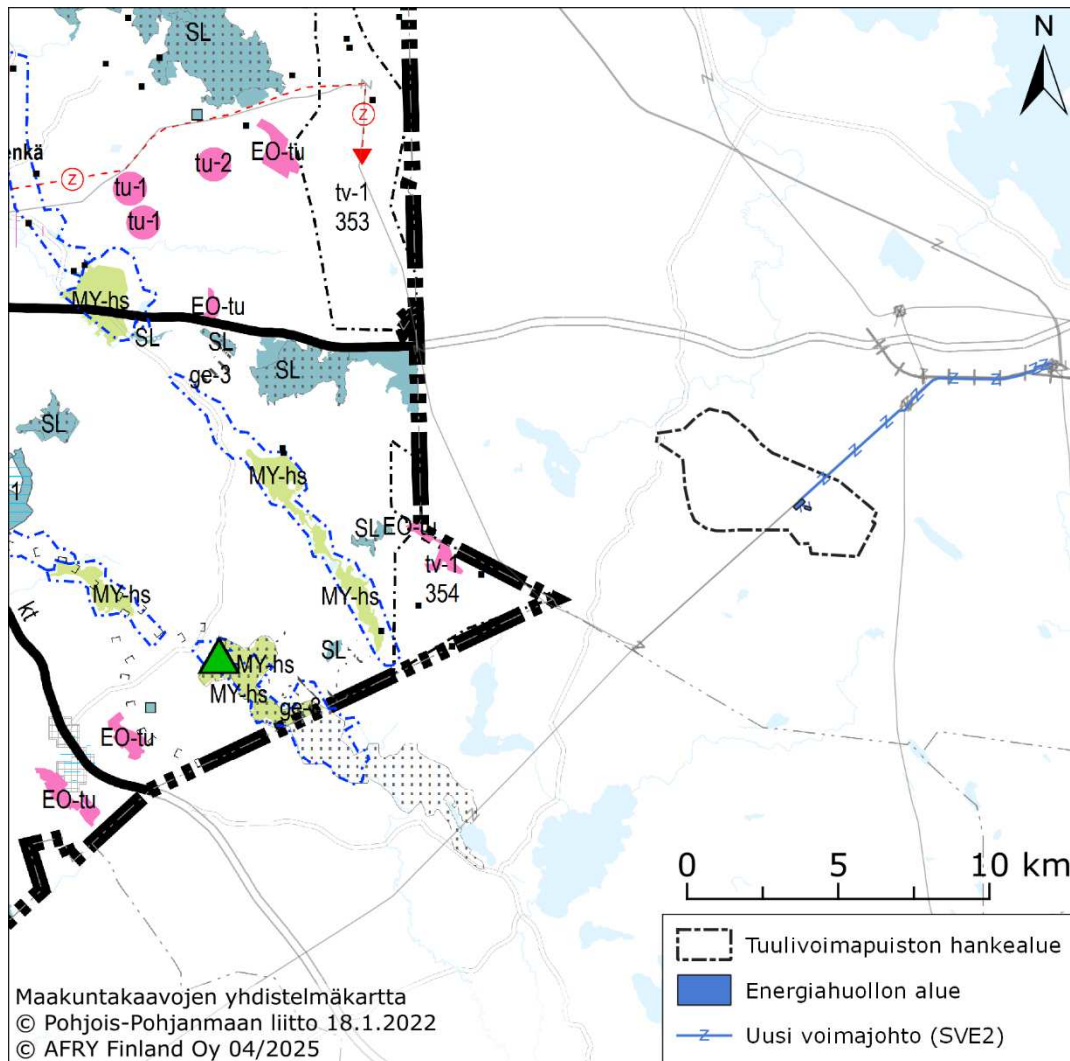 SL
N
z
z
z
enkä
z
tu-2
EO-tu
tu-1
tu-1
tv-1
353
z
MY-hs
EO-tu
SL
SL
SL
ge-3
SL
MY-hs
1
SL
EO-tu
tv-1
354
MY-hs
MY-hs
kt
SL
MY-hs
MY-hs
EO-tu
EO-tu
0 5 10 km
Tuulivoimapuiston hankealue
Energiahuollon alue
Uusi voimajohto (SVE2)
Maakuntakaavojen yhdistelmäkartta
© Pohjois-Pohjanmaan liitto 18.1.2022
© AFRY Finland Oy 04/2025